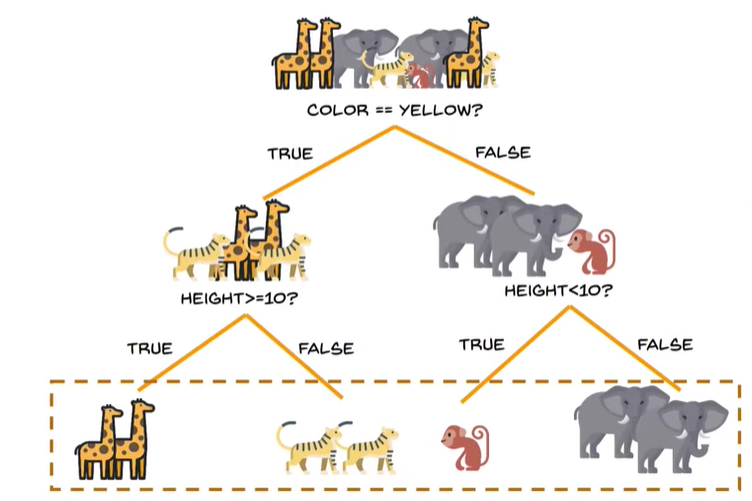 COLOR == YELLOW?
TRUE
FALSE
HEIGHT>=10?
HEIGHT<10?
TRUE
FALSE
TRUE
FALSE